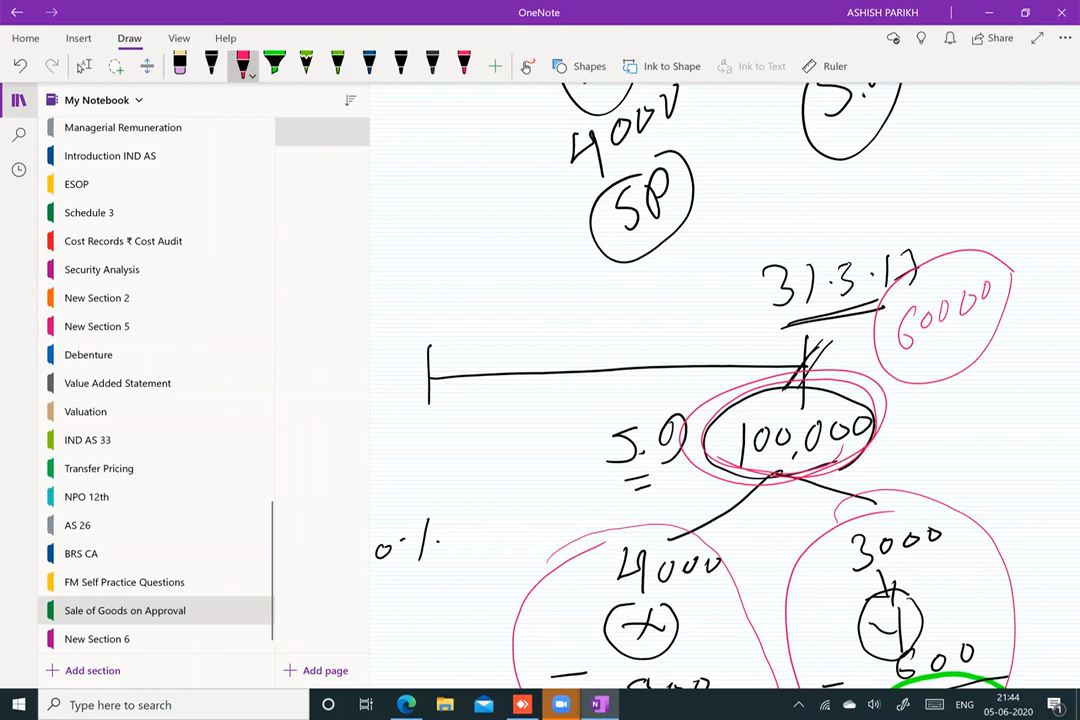 OneNote
ASHISH PARIKH
Home Insert Draw View Help
Share
Shapes
Ink to Shape
Ink to Text
Ruler
My Notebook
Managerial Remuneration
Introduction IND AS
ESOP
Schedule 3
Cost Records ₹ Cost Audit
Security Analysis
New Section 2
New Section 5
Debenture
Value Added Statement
Valuation
IND AS 33
Transfer Pricing
NPO 12th
AS 26
BRS CA
FM Self Practice Questions
Sale of Goods on Approval
New Section 6
Add section
Add page
4000
SP
31.3.17
60000
100,000
4000
3000
600
Type here to search
ENG
21:44
05-06-2020
1